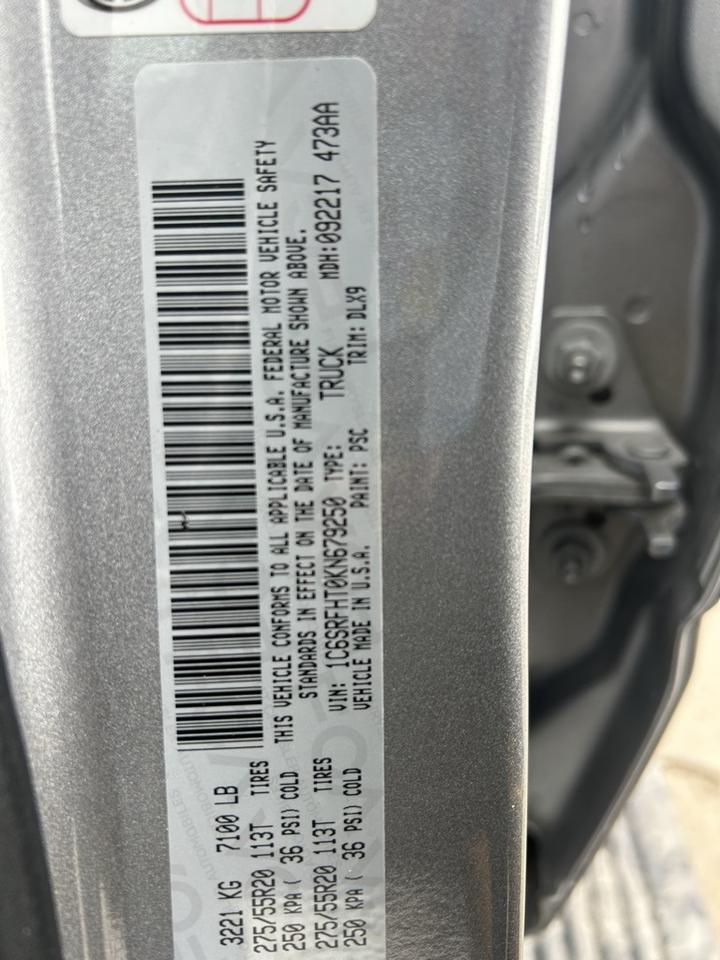 3221 KG 7100 LB
275/55R20 113T TIRES
250 KPA ( 36 PSI) COLD
275/55R20 113T TIRES
250 KPA ( 36 PSI) COLD
THIS VEHICLE CONFORMS TO ALL APPLICABLE U.S.A. FEDERAL MOTOR VEHICLE SAFETY
STANDARDS IN EFFECT ON THE DATE OF MANUFACTURE SHOWN ABOVE.
VIN: 1C6SRFHT0KN679250 TYPE: TRUCK MDH:092217 473AA
VEHICLE MADE IN U.S.A. PAINT: PSC TRIM: DLX9